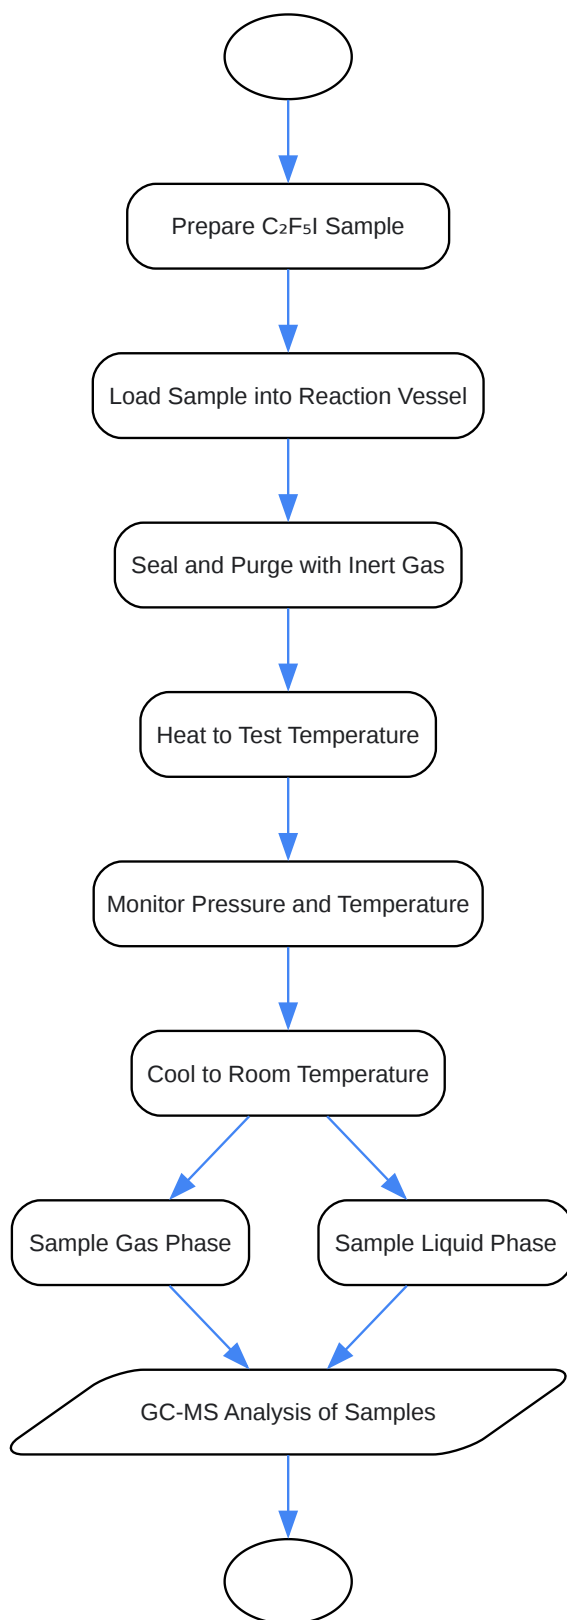 Prepare C₂F₅I Sample
Load Sample into Reaction Vessel
Seal and Purge with Inert Gas
Heat to Test Temperature
Monitor Pressure and Temperature
Cool to Room Temperature
Sample Gas Phase
Sample Liquid Phase
GC-MS Analysis of Samples